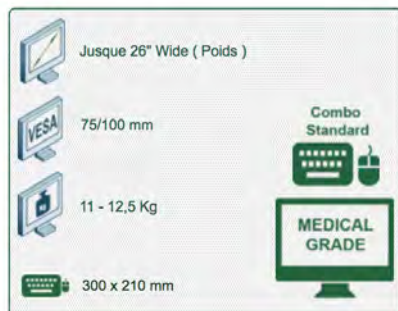 Jusque 26" Wide ( Poids )
VESA
75/100 mm
KG
11 - 12,5 Kg
300 x 210 mm
Combo
Standard
MEDICAL
GRADE